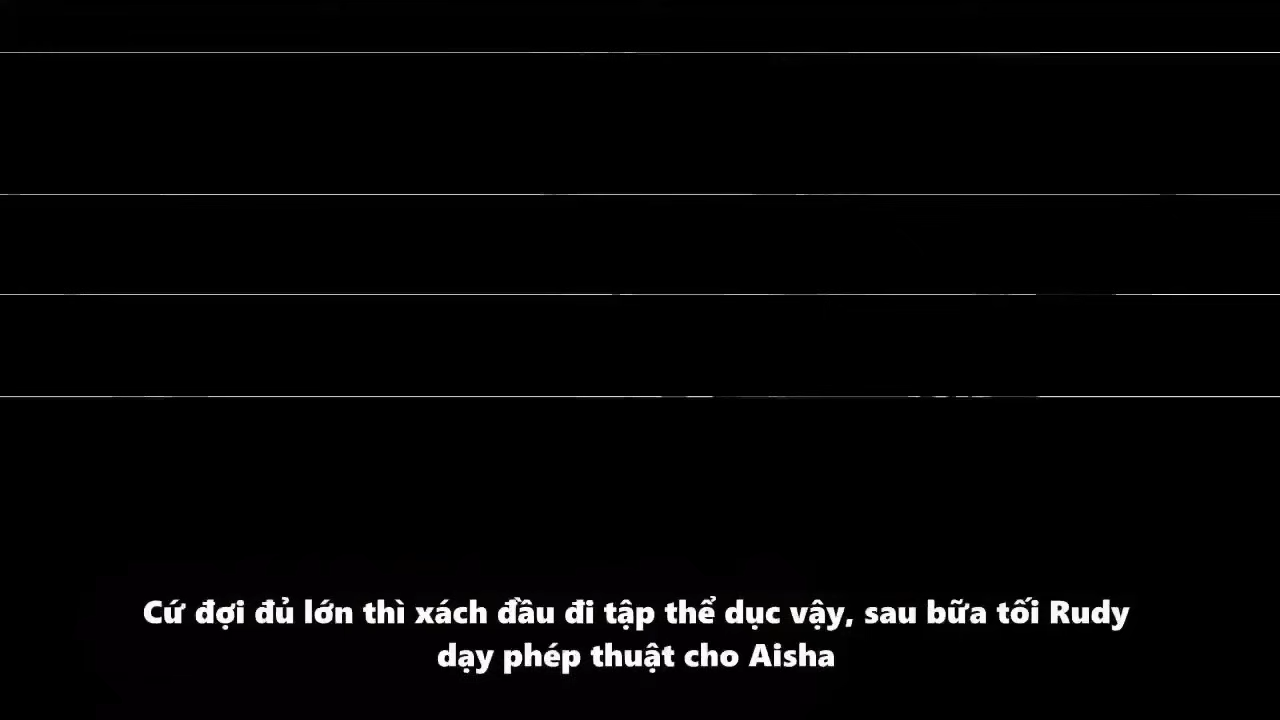 Cứ đợi đủ lớn thì xách đầu đi tập thể dục vậy, sau bữa tối Rudy
dạy phép thuật cho Aisha